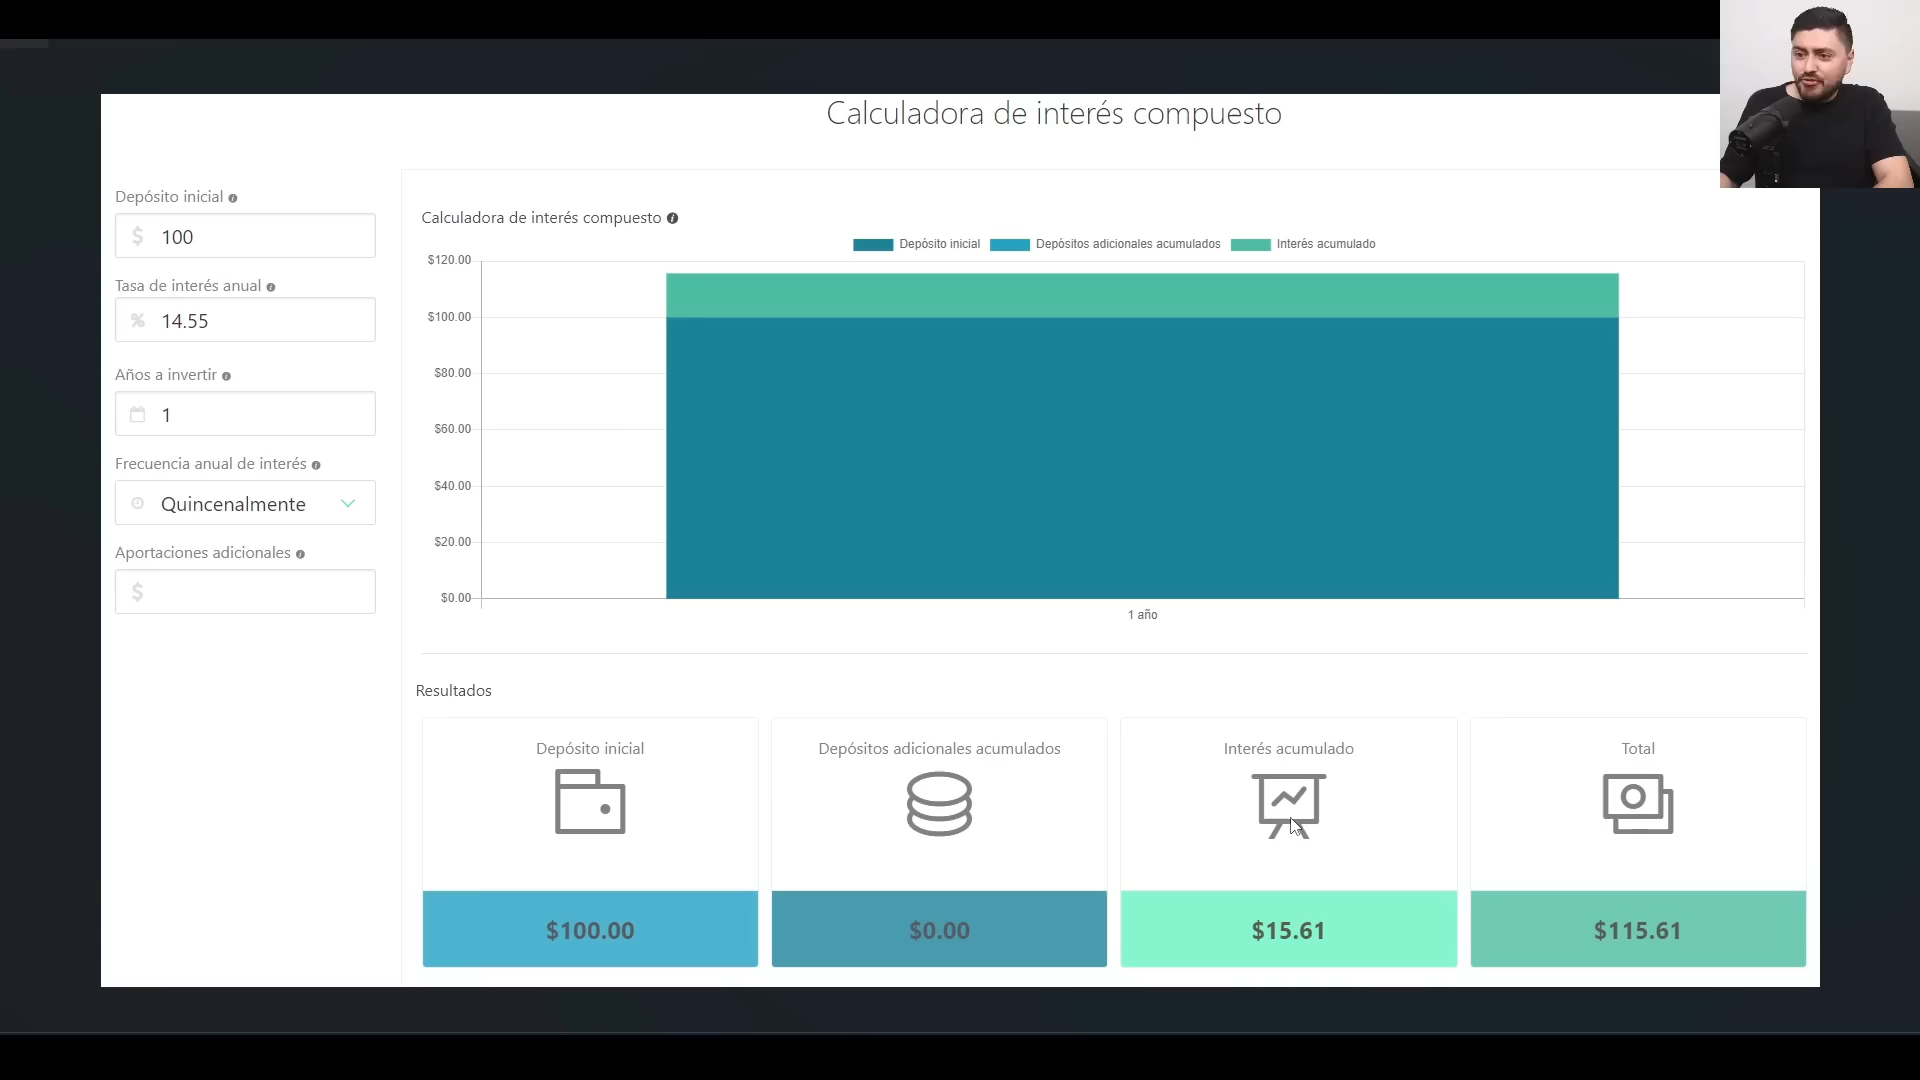 Calculadora de interés compuesto
Depósito inicial
$ 100
Tasa de interés anual
% 14.55
Años a invertir
1
Frecuencia anual de interés
Quincenalmente
Aportaciones adicionales
$
Calculadora de interés compuesto
Depósito inicial Depósitos adicionales acumulados Interés acumulado
$120.00
$100.00
$80.00
$60.00
$40.00
$20.00
$0.00
1 año
Resultados
Depósito inicial
$100.00
Depósitos adicionales acumulados
$0.00
Interés acumulado
$15.61
Total
$115.61